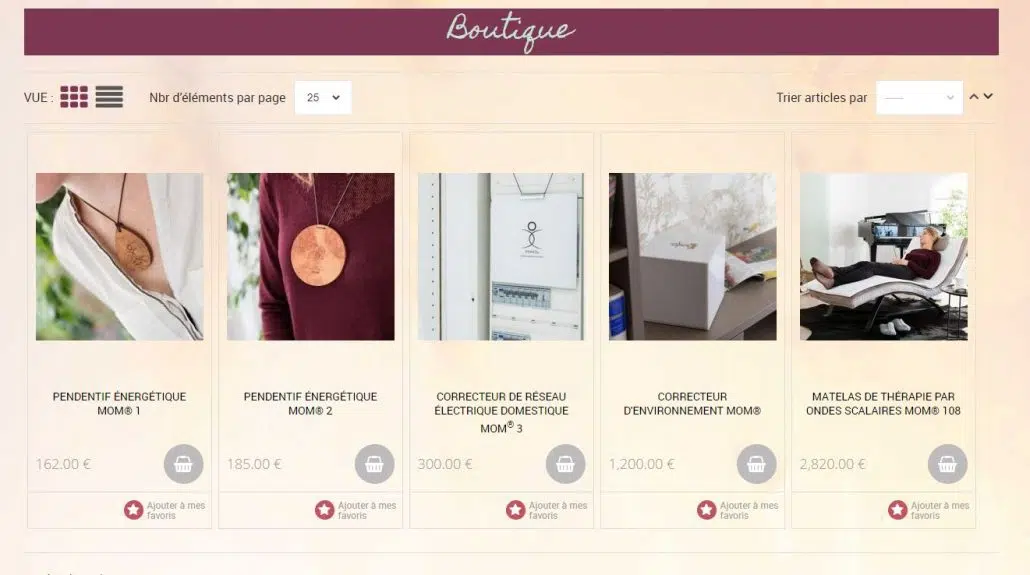 Boutique
VUE :
Nbr d'éléments par page
25
Trier articles par
-----
PENDENTIF ÉNERGÉTIQUE
MOM® 1
162.00 €
Ajouter à mes
favoris
PENDENTIF ÉNERGÉTIQUE
MOM® 2
185.00 €
Ajouter à mes
favoris
CORRECTEUR DE RÉSEAU
ÉLECTRIQUE DOMESTIQUE
MOM® 3
300.00 €
Ajouter à mes
favoris
CORRECTEUR
D'ENVIRONNEMENT MOM®
1,200.00 €
Ajouter à mes
favoris
MATELAS DE THÉRAPIE PAR
ONDES SCALAIRES MOM® 108
2,820.00 €
Ajouter à mes
favoris